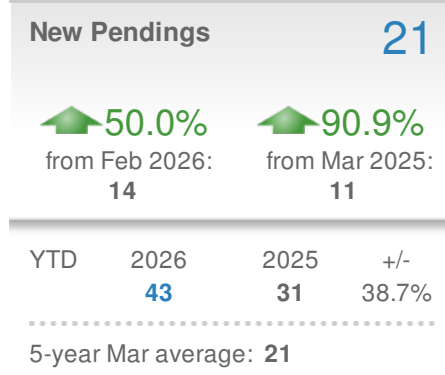 New Pendings 21
50.0% 90.9%
from Feb 2026: from Mar 2025:
14 11
YTD 2026 2025 +/-
43 31 38.7%
5-year Mar average: 21